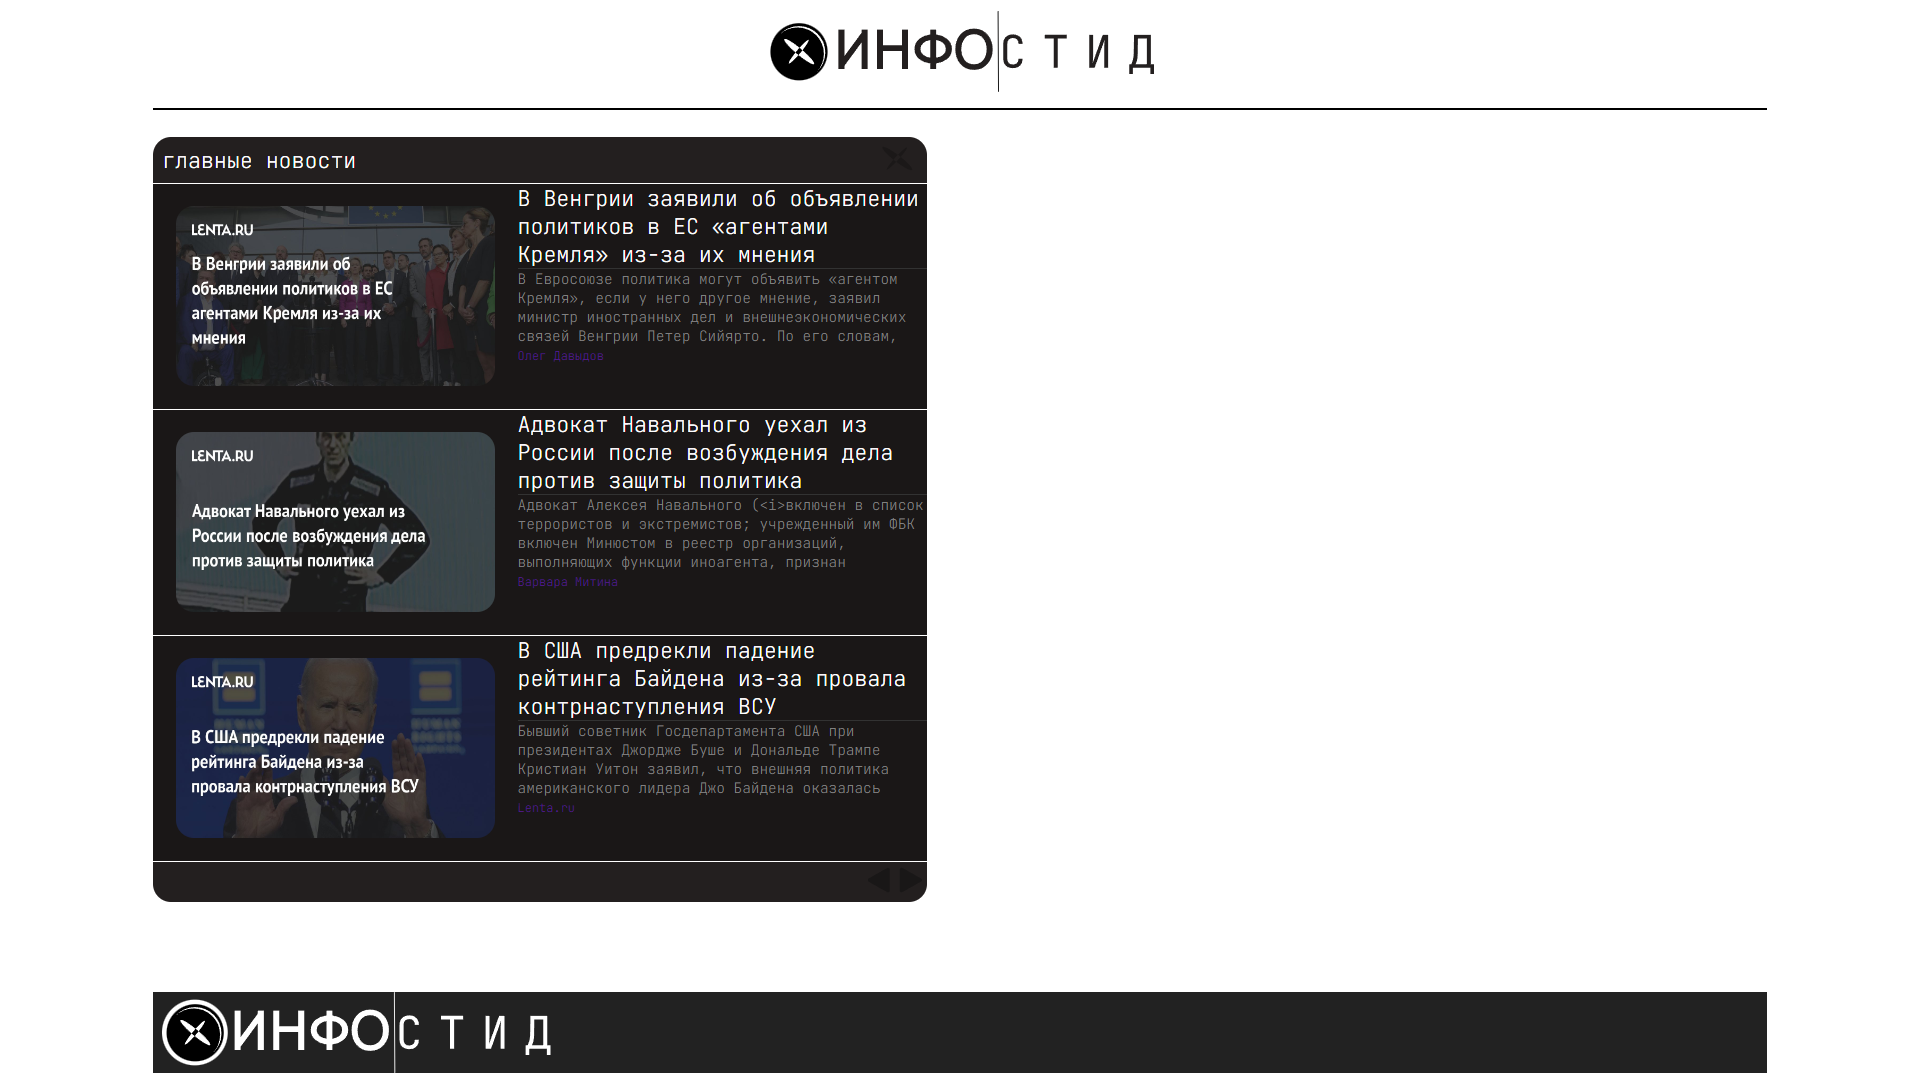 ИНФО СТИД
главные новости
LENTA.RU
В Венгрии заявили об
объявлении политиков в ЕС
агентами Кремля из-за их
мнения
В Венгрии заявили об объявлении
политиков в ЕС «агентами
Кремля» из-за их мнения
В Евросоюзе политика могут объявить «агентом
Кремля», если у него другое мнение, заявил
министр иностранных дел и внешнеэкономических
связей Венгрии Петер Сийярто. По его словам,
Олег Давыдов
LENTA.RU
Адвокат Навального уехал из
России после возбуждения дела
против защиты политика
Адвокат Навального уехал из
России после возбуждения дела
против защиты политика
Адвокат Алексея Навального (<i>включен в список
террористов и экстремистов; учрежденный им ФБК
включен Минюстом в реестр организаций,
выполняющих функции иноагента, признан
Варвара Митина
LENTA.RU
В США предрекли падение
рейтинга Байдена из-за
провала контрнаступления ВСУ
В США предрекли падение
рейтинга Байдена из-за провала
контрнаступления ВСУ
Бывший советник Госдепартамента США при
президентах Джордже Буше и Дональде Трампе
Кристиан Уитон заявил, что внешняя политика
американского лидера Джо Байдена оказалась
Lenta.ru
ИНФО СТИД